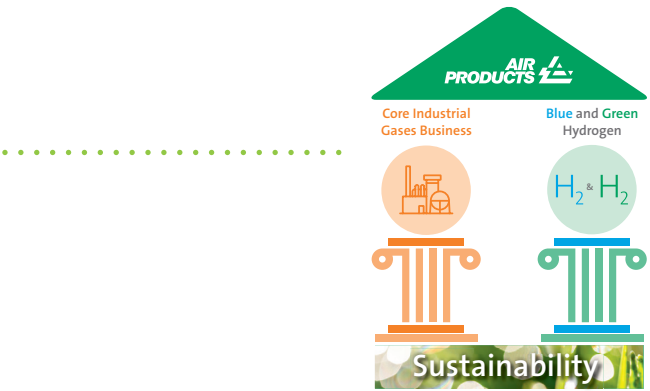 AIR
PRODUCTS
Core Industrial
Gases Business
Blue and Green
Hydrogen
H2 & H2
Sustainability